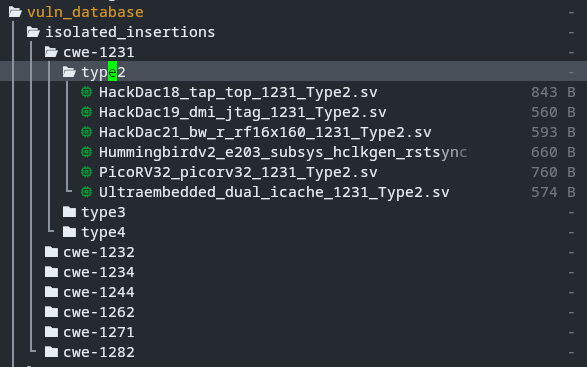 vuln_database -
isolated_insertions -
cwe-1231 -
type2 -
HackDac18_tap_top_1231_Type2.sv 843 B
HackDac19_dmi_jtag_1231_Type2.sv 560 B
HackDac21_bw_r_rf16x160_1231_Type2.sv 593 B
Hummingbirdv2_e203_subsys_hclkgen_rstsync 660 B
PicoRV32_picorv32_1231_Type2.sv 760 B
Ultraembedded_dual_icache_1231_Type2.sv 574 B
type3 -
type4 -
cwe-1232 -
cwe-1234 -
cwe-1244 -
cwe-1262 -
cwe-1271 -
cwe-1282 -